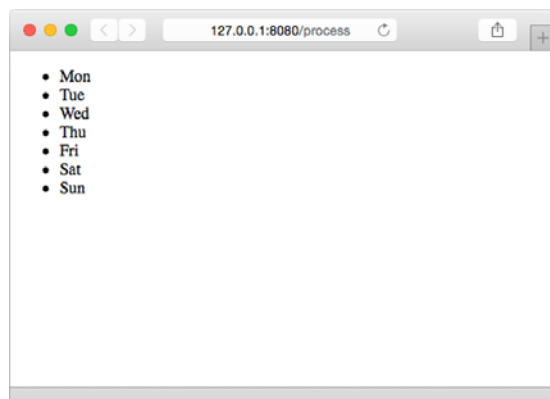 127.0.0.1:8080/process
Mon
Tue
Wed
Thu
Fri
Sat
Sun